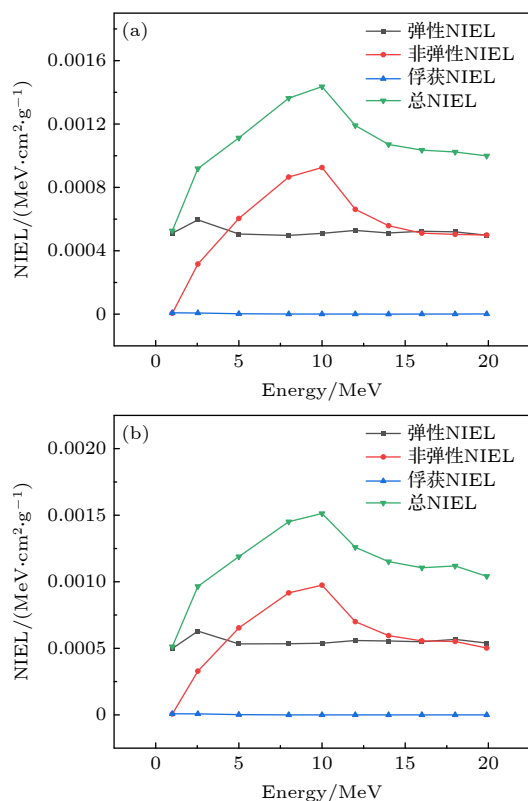 (a)
弹性NIEL
非弹性NIEL
俘获NIEL
总NIEL
0.0016
0.0012
0.0008
0.0004
0
NIEL/(MeV·cm²·g⁻¹)
0 5 10 15 20
Energy/MeV
(b)
弹性NIEL
非弹性NIEL
俘获NIEL
总NIEL
0.0020
0.0015
0.0010
0.0005
0
NIEL/(MeV·cm²·g⁻¹)
0 5 10 15 20
Energy/MeV